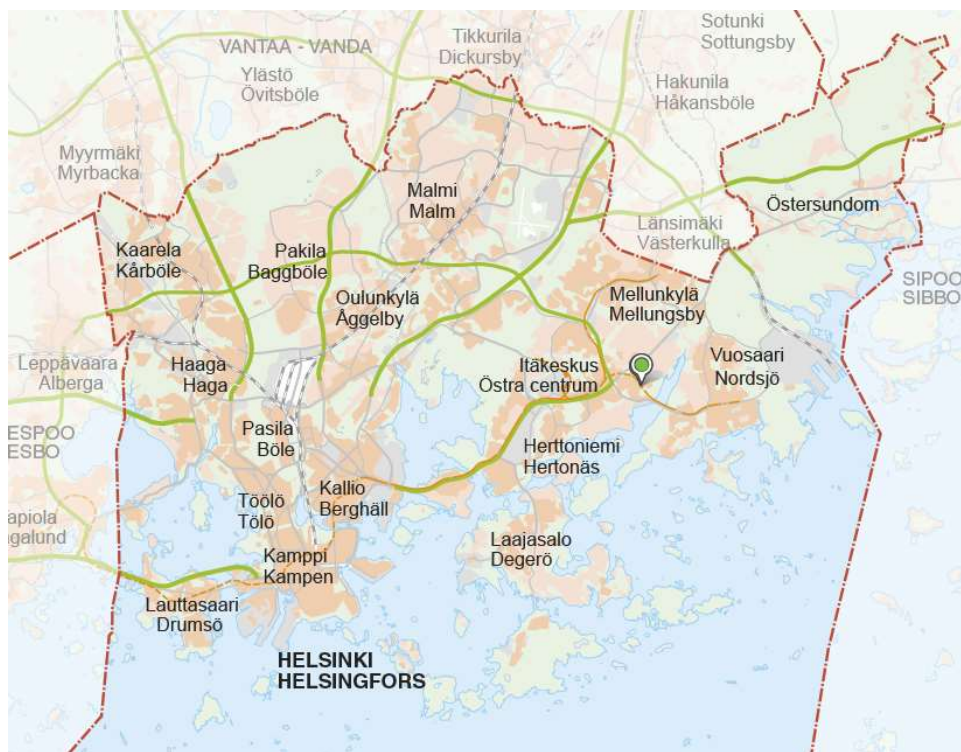 Sotunki
Sottungsby
Tikkurila
Dickursby
VANTAA - VANDA
Ylästö
Övitsböle
Hakunila
Håkansböle
Myyrmäki
Myrbacka
Malmi
Malm
Östersundom
Länsimäki
Västerkulla
Kaarela
Kårböle
Pakila
Baggböle
SIPOO
SIBBO
Mellunkylä
Mellungsby
Oulunkylä
Åggelby
Leppävaara
Alberga
Haaga
Haga
Itäkeskus
Östra centrum
Vuosaari
Nordsjö
ESPOO
ESBO
Pasila
Böle
Herttoniemi
Hertonäs
Kallio
Berghäll
Töölö
Tölö
apiola
agalund
Laajasalo
Degerö
Kamppi
Kampen
Lauttasaari
Drumsö
HELSINKI
HELSINGFORS